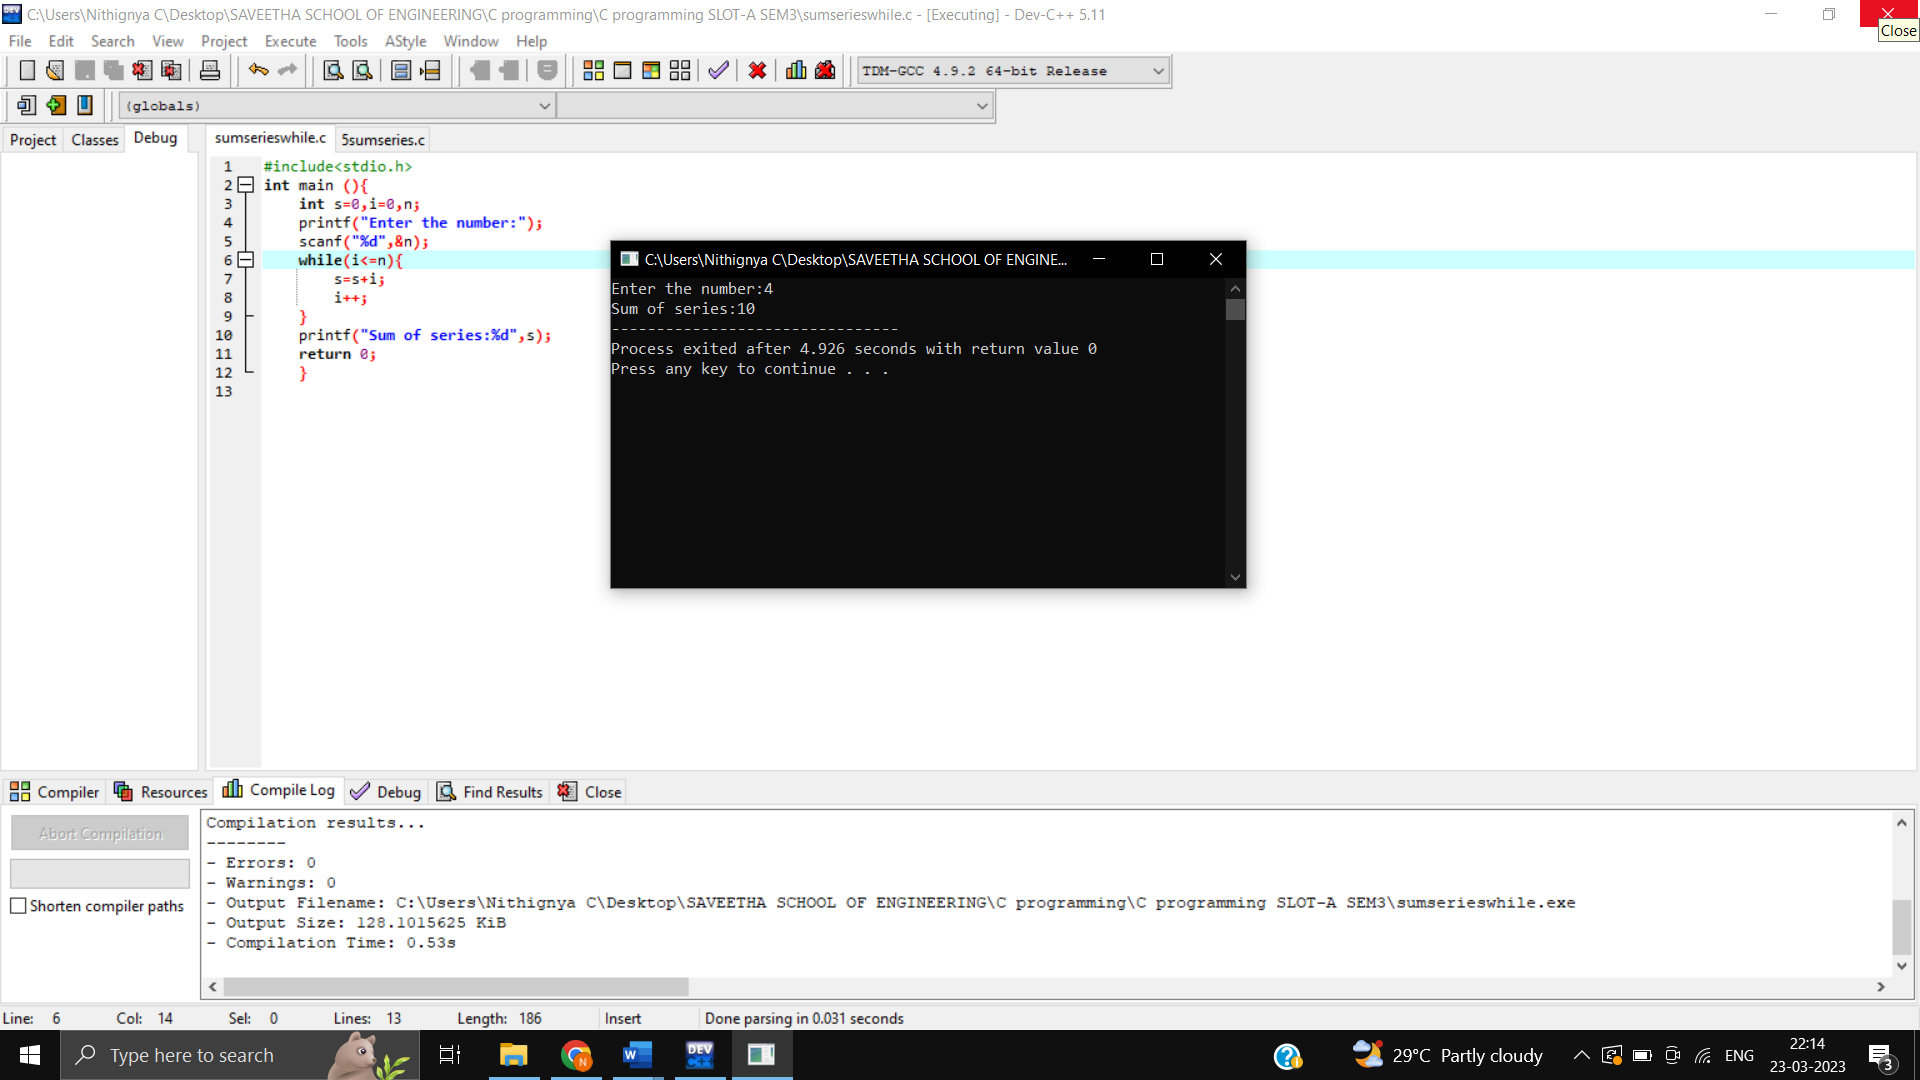 C:\Users\Nithignya C\Desktop\SAVEETHA SCHOOL OF ENGINEERING\C programming\C programming SLOT-A SEM3\sumserieswhile.c - [Executing] - Dev-C++ 5.11
Close
File Edit Search View Project Execute Tools AStyle Window Help
TDM-GCC 4.9.2 64-bit Release
(globals)
Project Classes Debug
sumserieswhile.c 5sumseries.c
1 #include<stdio.h>
2 int main (){
3 int s=0,i=0,n;
4 printf("Enter the number:");
5 scanf("%d",&n);
6 while(i<=n){
7 s=s+i;
8 i++;
9 }
10 printf("Sum of series:%d",s);
11 return 0;
12 }
13
C:\Users\Nithignya C\Desktop\SAVEETHA SCHOOL OF ENGINE...
Enter the number:4
Sum of series:10
--------------------------------
Process exited after 4.926 seconds with return value 0
Press any key to continue . . .
Compiler Resources Compile Log Debug Find Results Close
Abort Compilation
Shorten compiler paths
Compilation results...
--------
- Errors: 0
- Warnings: 0
- Output Filename: C:\Users\Nithignya C\Desktop\SAVEETHA SCHOOL OF ENGINEERING\C programming\C programming SLOT-A SEM3\sumserieswhile.exe
- Output Size: 128.1015625 KiB
- Compilation Time: 0.53s
Line: 6 Col: 14 Sel: 0 Lines: 13 Length: 186 Insert Done parsing in 0.031 seconds
Type here to search
29°C Partly cloudy
ENG
22:14
23-03-2023
3